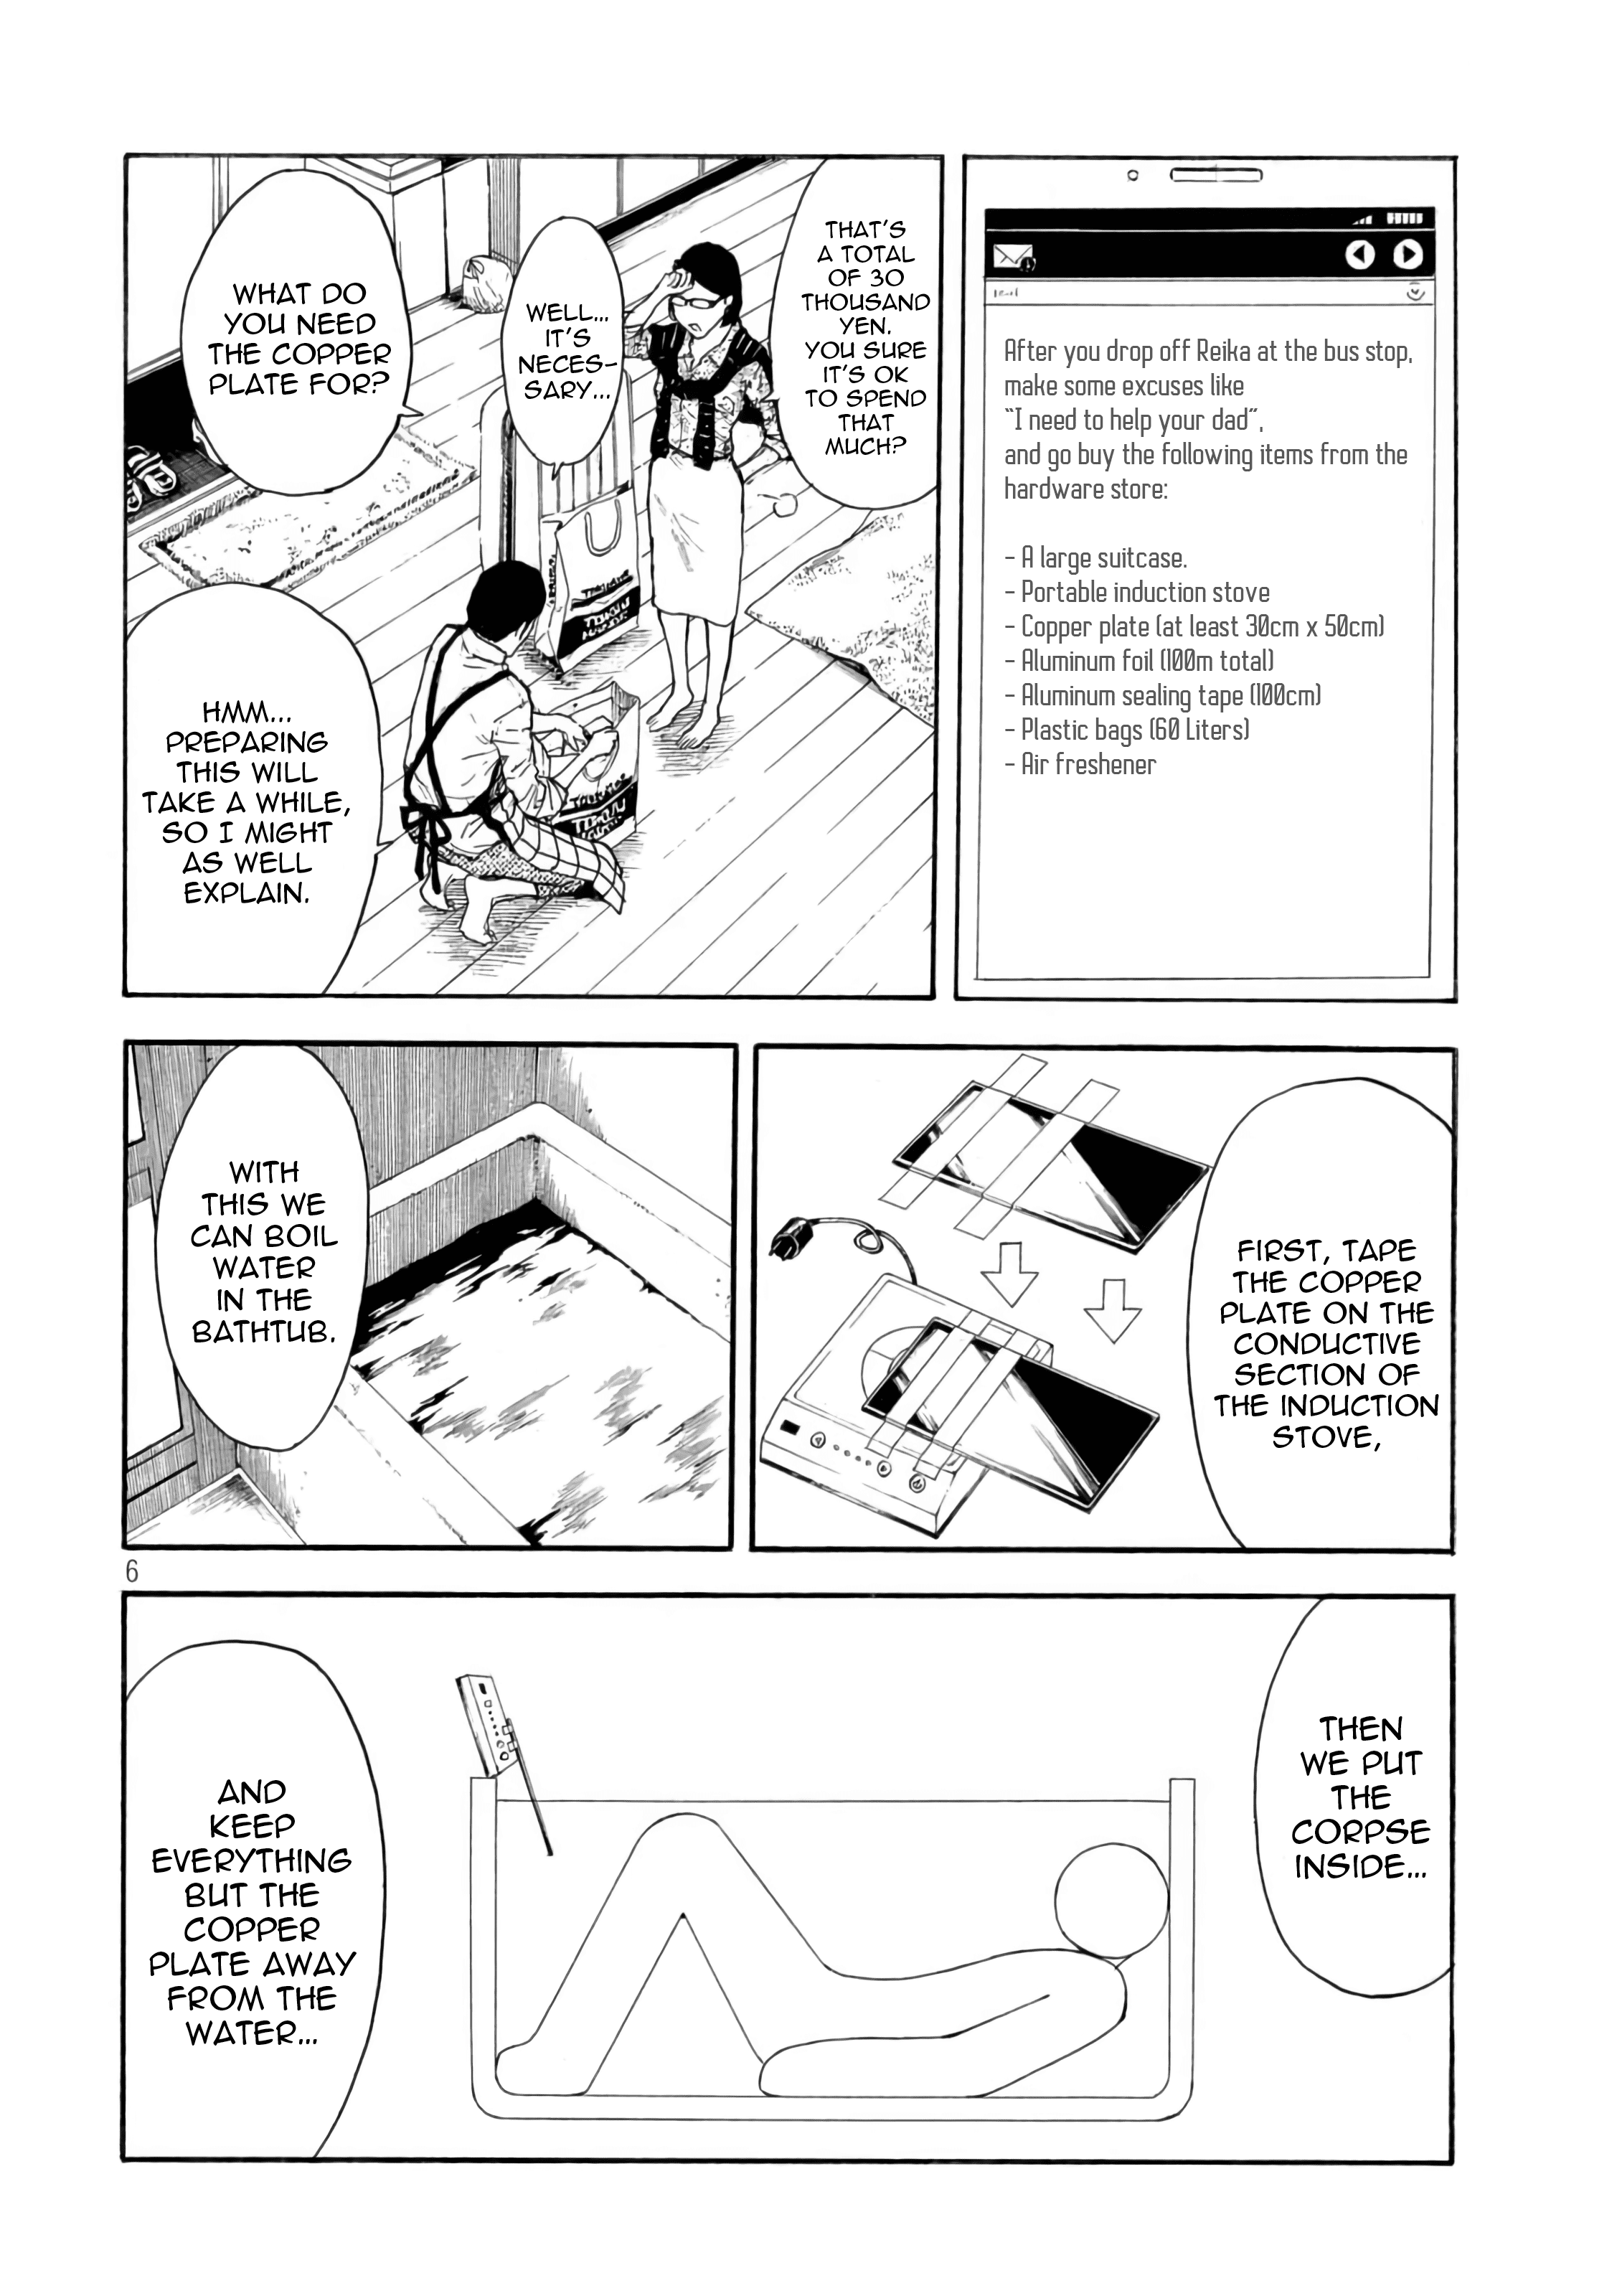 After you drop off Reika at the bus stop,
make some excuses like
“I need to help your dad”,
and go buy the following items from the
hardware store:
- A large suitcase.
- Portable induction stove
- Copper plate (at least 30cm x 50cm)
- Aluminum foil (100m total)
- Aluminum sealing tape (100cm)
- Plastic bags (60 Liters)
- Air freshener
THAT'S
A TOTAL
OF 30
THOUSAND
YEN.
YOU SURE
IT'S OK
TO SPEND
THAT
MUCH?
WELL...
IT'S
NECES-
SARY...
WHAT DO
YOU NEED
THE COPPER
PLATE FOR?
HMM...
PREPARING
THIS WILL
TAKE A WHILE,
SO I MIGHT
AS WELL
EXPLAIN.
FIRST, TAPE
THE COPPER
PLATE ON THE
CONDUCTIVE
SECTION OF
THE INDUCTION
STOVE,
WITH
THIS WE
CAN BOIL
WATER
IN THE
BATHTUB.
6
THEN
WE PUT
THE
CORPSE
INSIDE...
AND
KEEP
EVERYTHING
BUT THE
COPPER
PLATE AWAY
FROM THE
WATER...